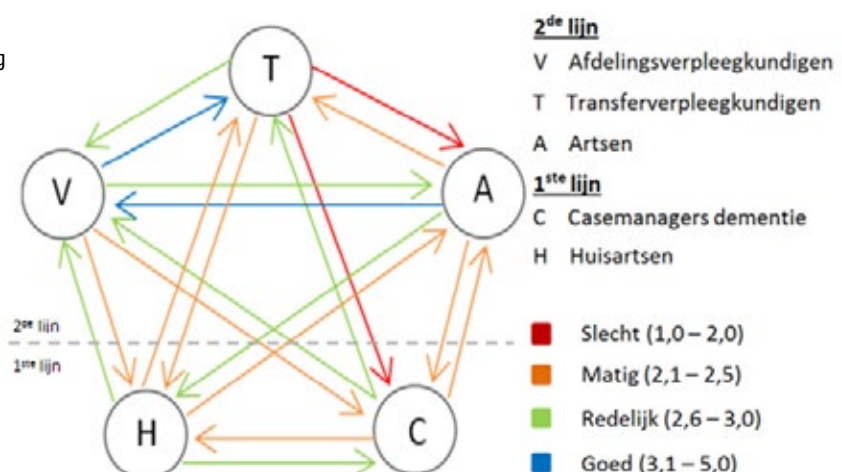 g
T
V
A
H
C
2de lijn
1ste lijn
2de lijn
V Afdelingsverpleegkundigen
T Transferverpleegkundigen
A Artsen
1ste lijn
C Casemanagers dementie
H Huisartsen
Slecht (1,0 – 2,0)
Matig (2,1 – 2,5)
Redelijk (2,6 – 3,0)
Goed (3,1 – 5,0)